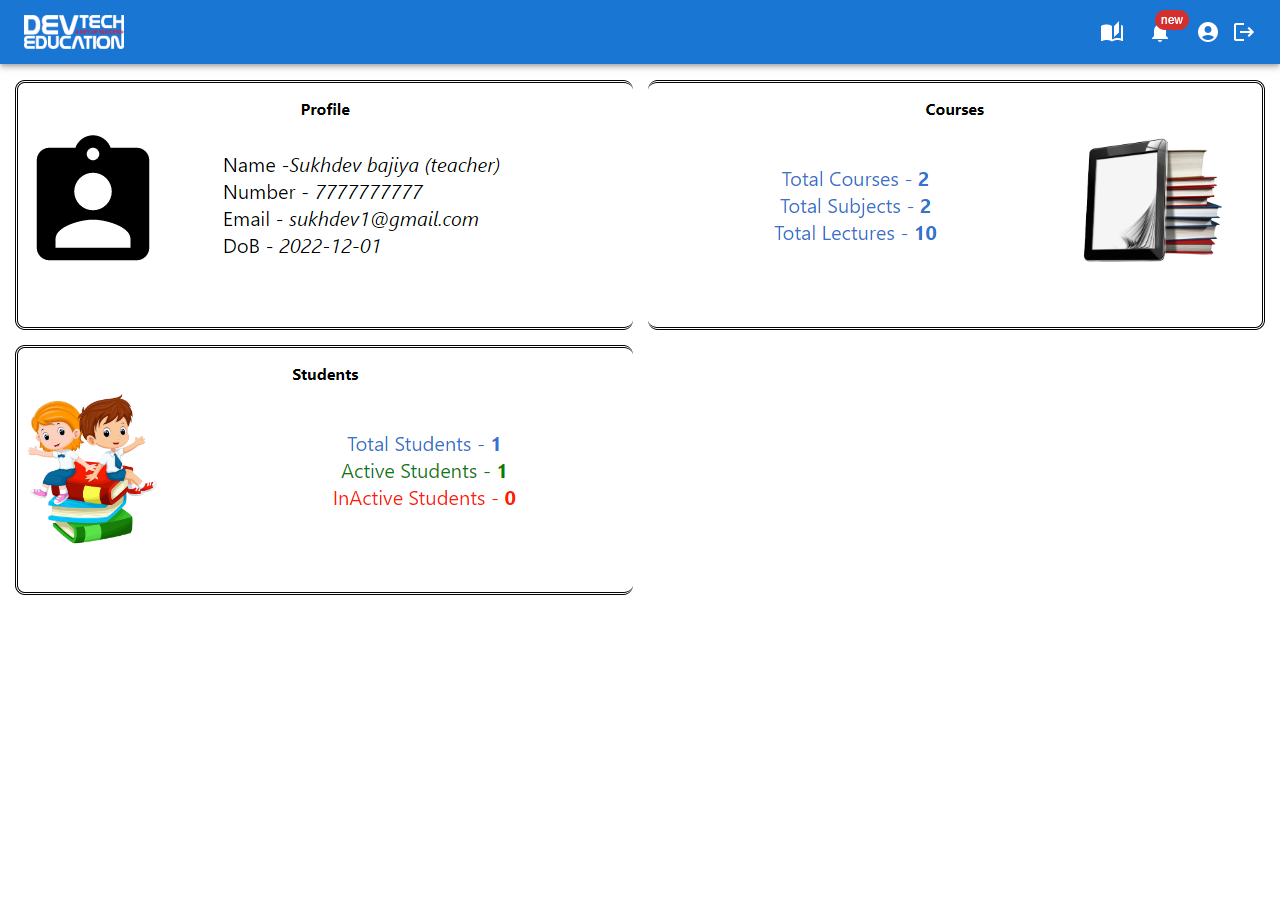 DEVTECH
EDUCATION
new
Profile
Name -Sukhdev bajiya (teacher)
Number - 7777777777
Email - sukhdev1@gmail.com
DoB - 2022-12-01
Courses
Total Courses - 2
Total Subjects - 2
Total Lectures - 10
Students
Total Students - 1
Active Students - 1
InActive Students - 0